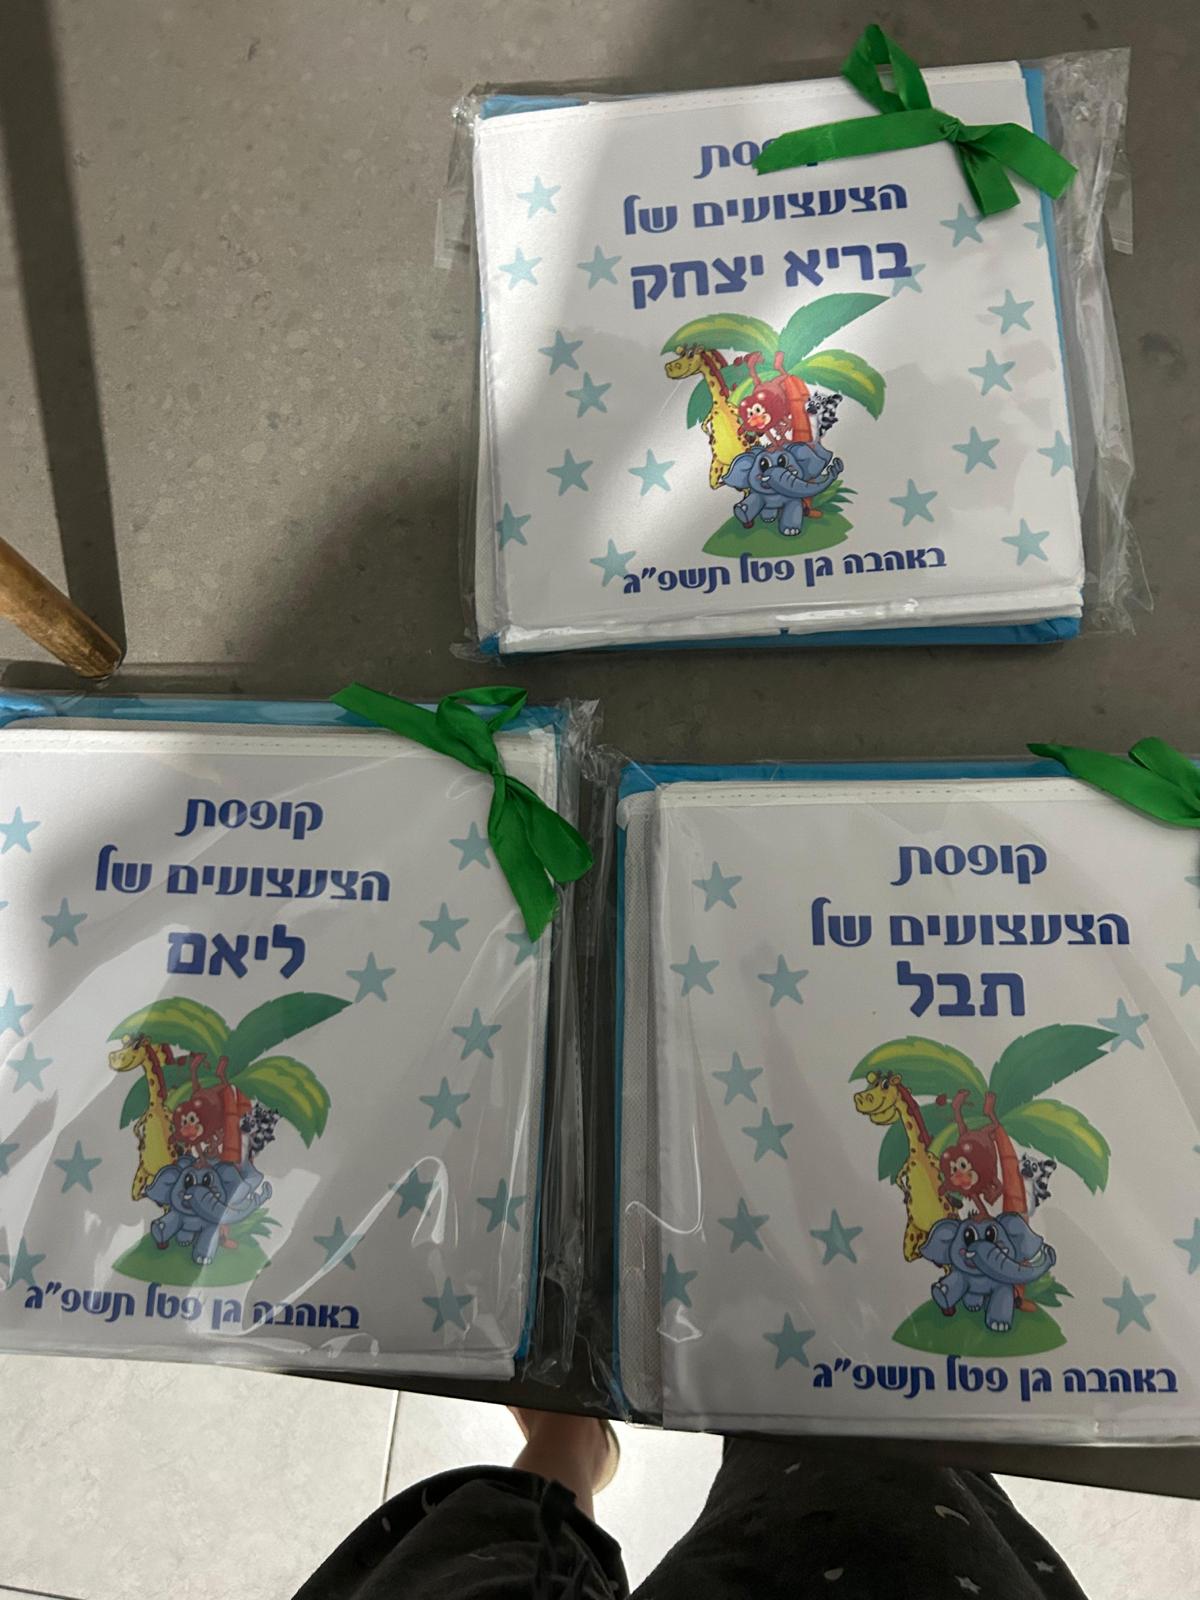 הצעצועים של
בריא יצחק
באהבה גן פטל תשפ"ג
קופסת
הצעצועים של
ליאם
באהבה גן פטל תשפ"ג
קופסת
הצעצועים של
תבל
באהבה גן פטל תשפ"ג